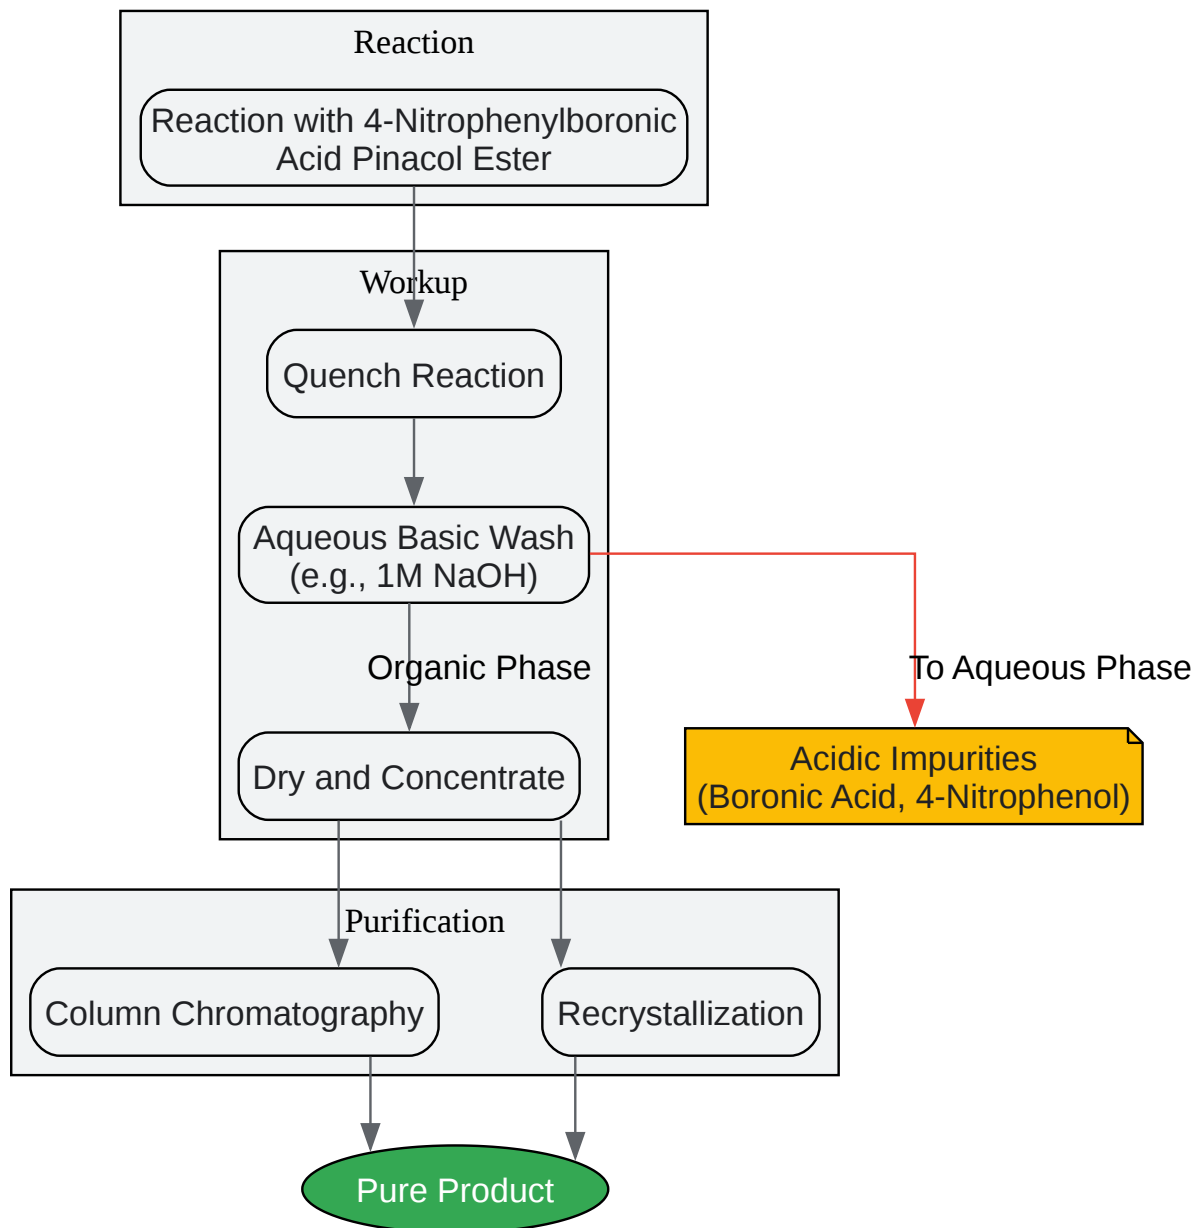 Reaction
Reaction with 4-Nitrophenylboronic
Acid Pinacol Ester
Workup
Quench Reaction
Aqueous Basic Wash
(e.g., 1M NaOH)
Organic Phase
To Aqueous Phase
Dry and Concentrate
Acidic Impurities
(Boronic Acid, 4-Nitrophenol)
Purification
Column Chromatography
Recrystallization
Pure Product